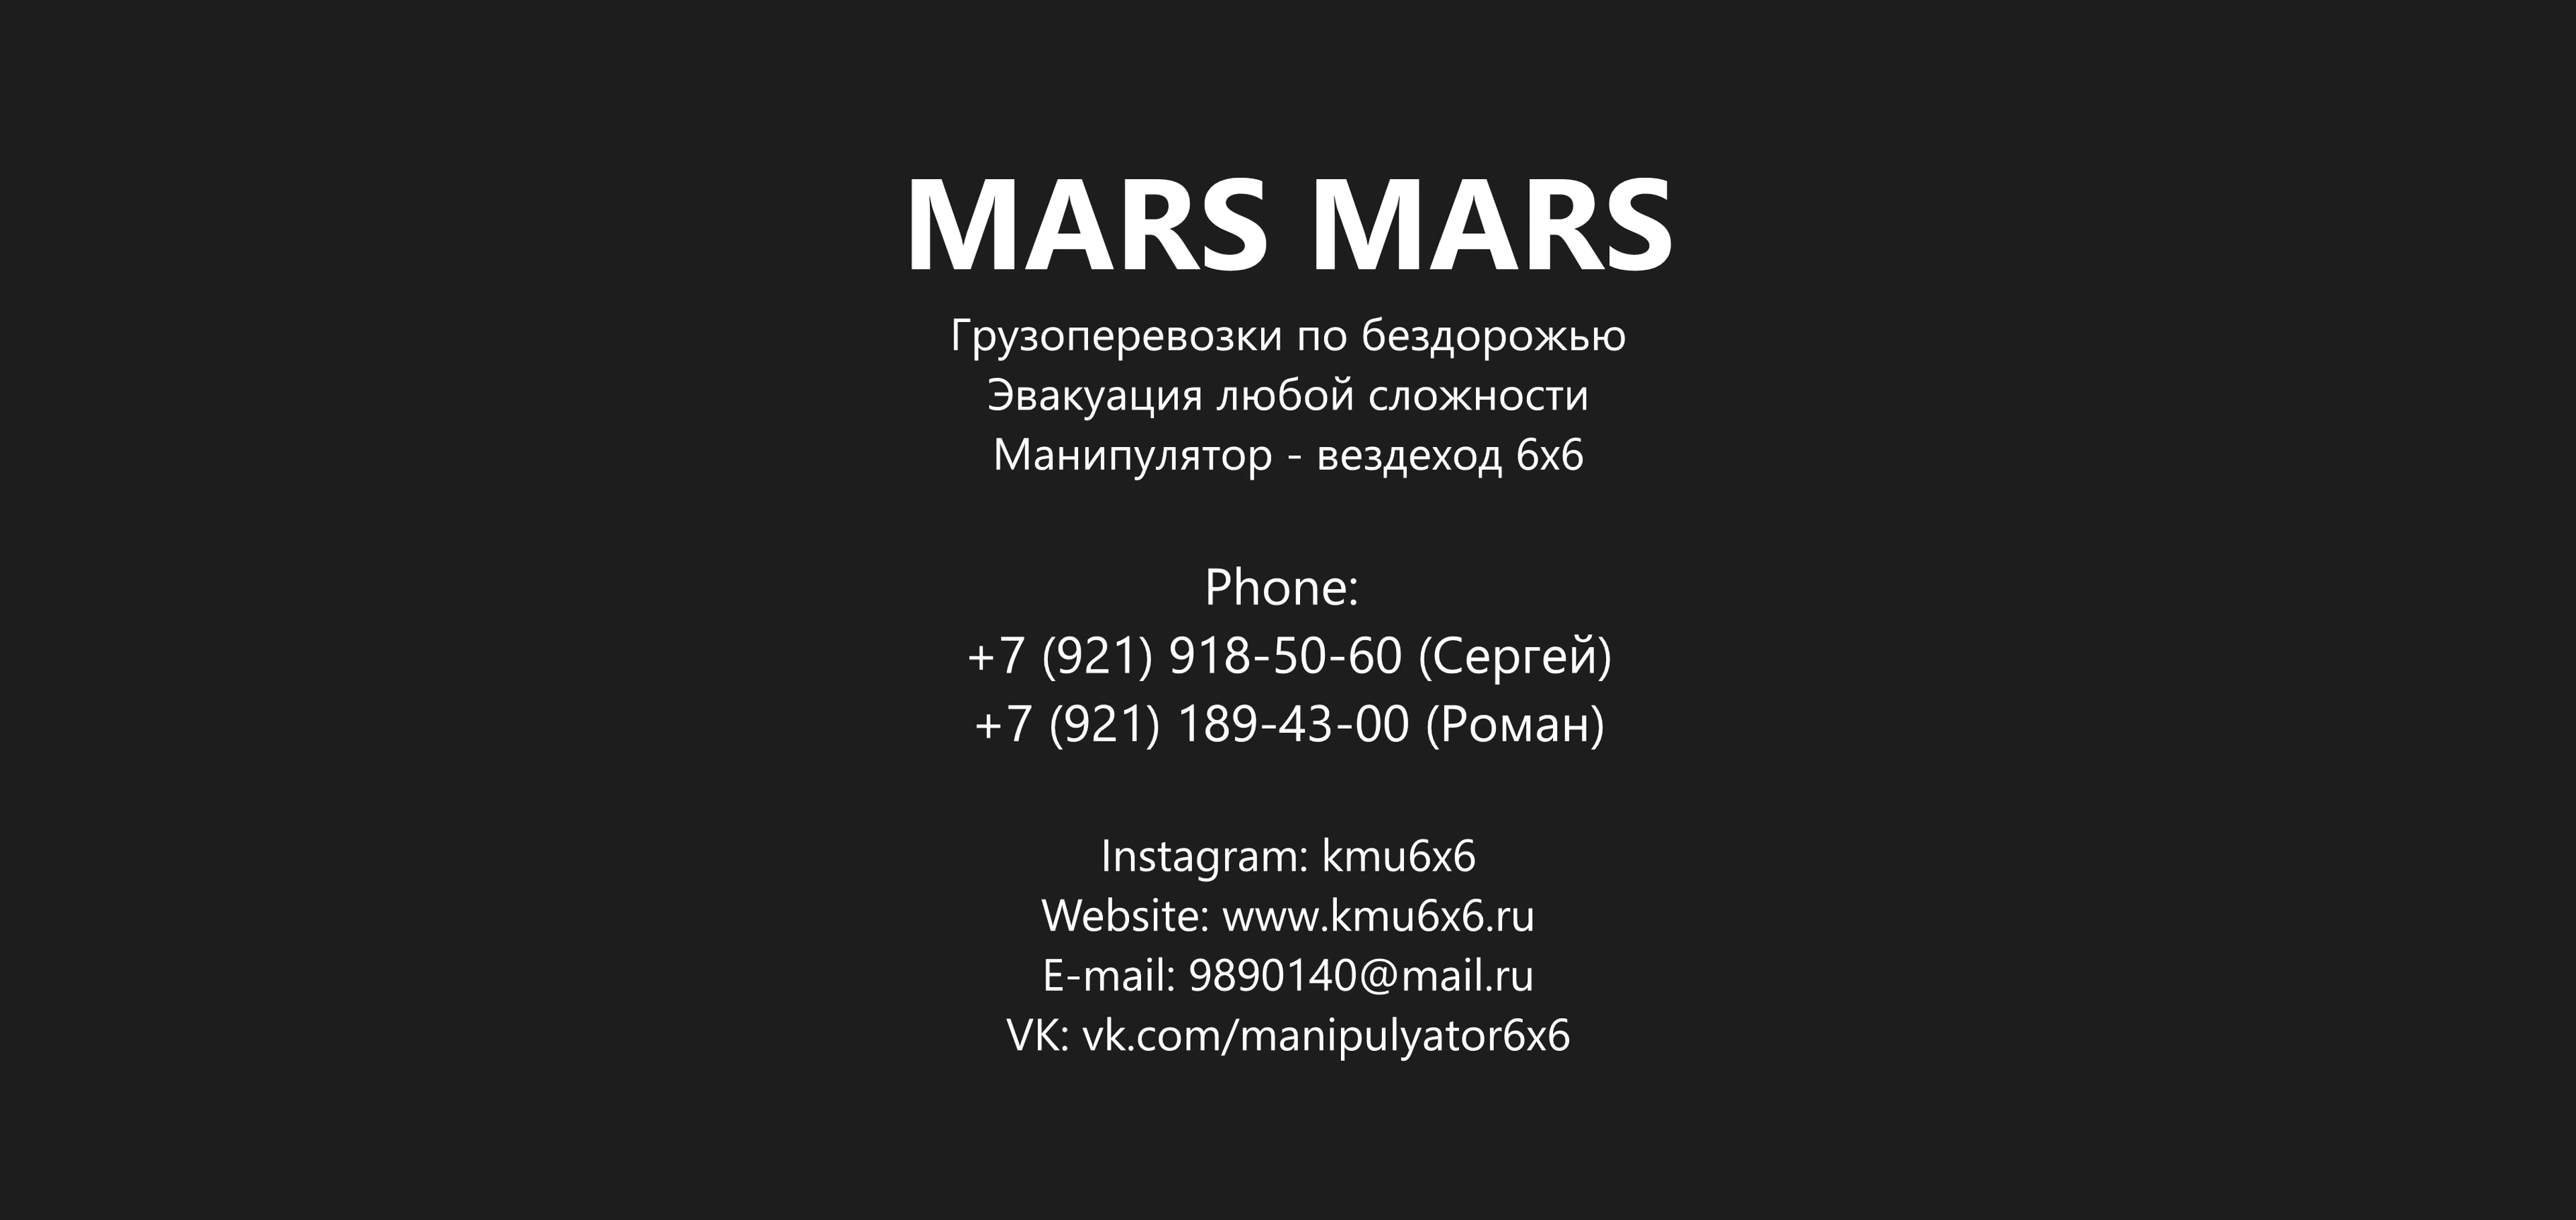 MARS MARS
Грузоперевозки по бездорожью
Эвакуация любой сложности
Манипулятор - вездеход 6x6
Phone:
+7 (921) 918-50-60 (Сергей)
+7 (921) 189-43-00 (Роман)
Instagram: kmu6x6
Website: www.kmu6x6.ru
E-mail: 9890140@mail.ru
VK: vk.com/manipulyator6x6